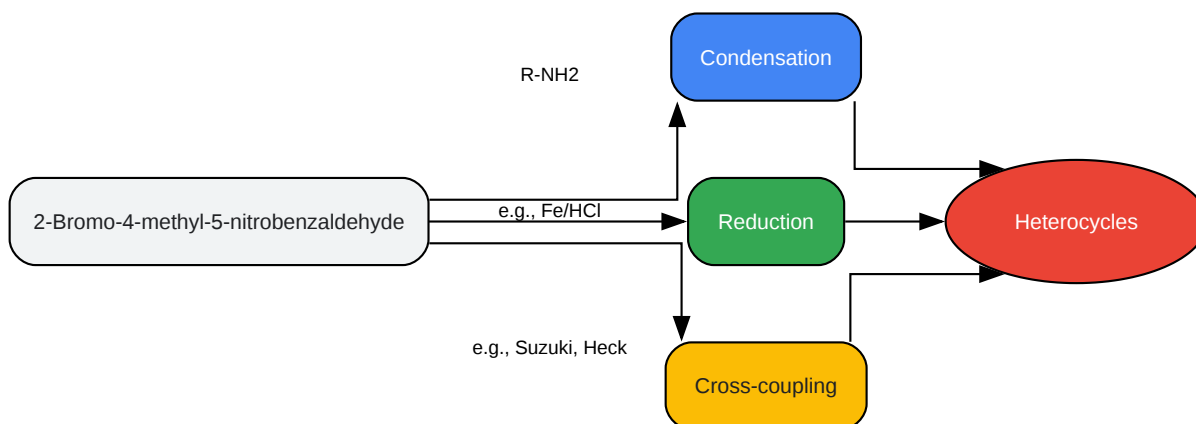 Condensation
R-NH2
2-Bromo-4-methyl-5-nitrobenzaldehyde
e.g., Fe/HCl
Reduction
Heterocycles
e.g., Suzuki, Heck
Cross-coupling